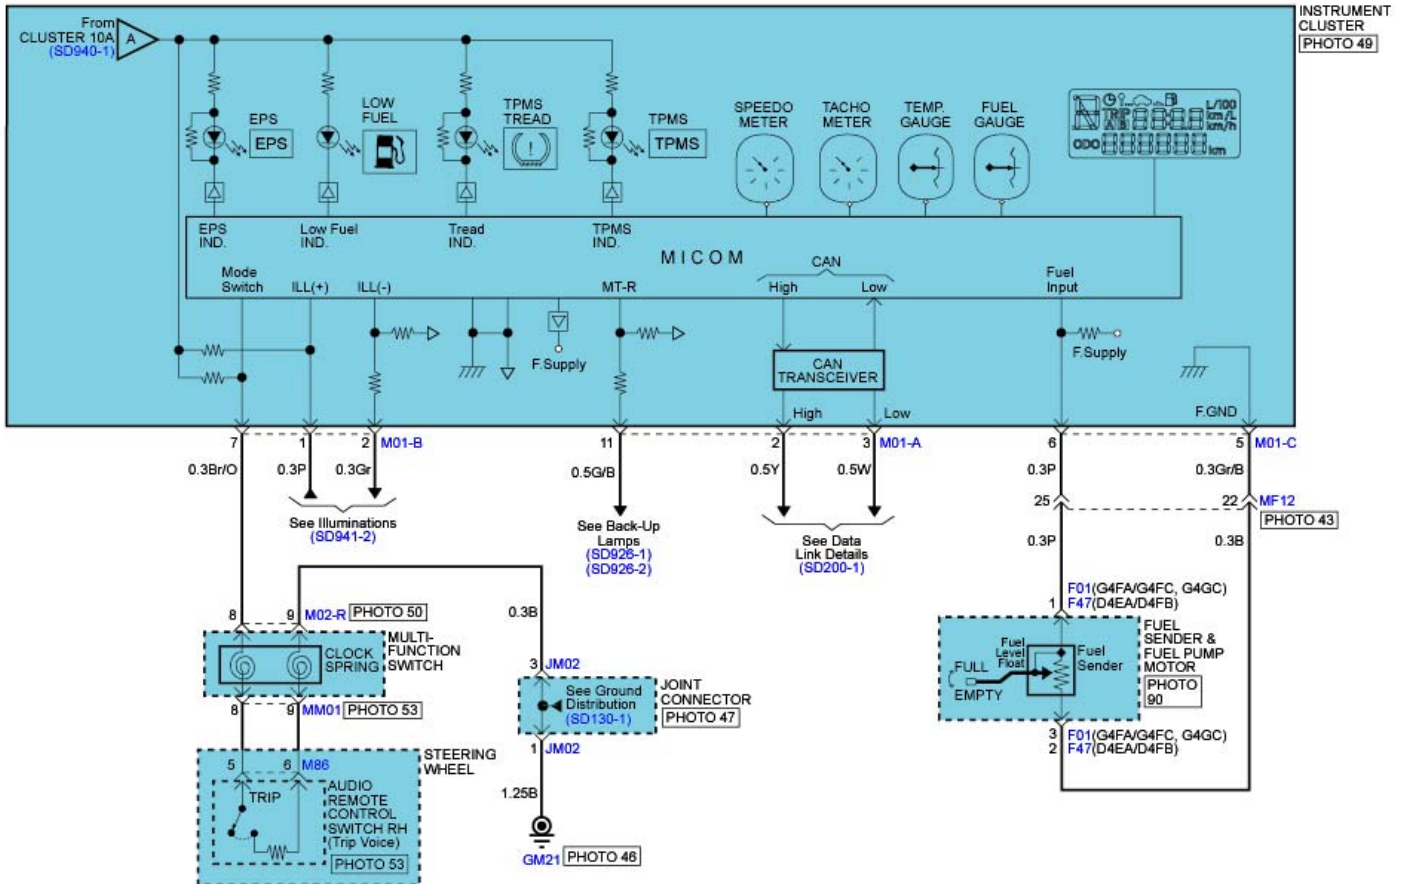 From
CLUSTER 10A
(SD940-1)
A
INSTRUMENT
CLUSTER
PHOTO 49
EPS
EPS
LOW
FUEL
TPMS
TREAD
TPMS
TPMS
SPEEDO
METER
TACHO
METER
TEMP.
GAUGE
FUEL
GAUGE
TRIP
A B
L/100
km/L
km/h
ODO
km
EPS
IND.
Low Fuel
IND.
Tread
IND.
TPMS
IND.
MICOM
Mode
Switch
ILL(+)
ILL(-)
MT-R
CAN
High
Low
Fuel
Input
F.Supply
CAN
TRANSCEIVER
F.Supply
High
Low
F.GND
7
1
2
M01-B
11
2
3
M01-A
6
5
M01-C
0.3Br/O
0.3P
0.3Gr
0.5G/B
0.5Y
0.5W
0.3P
0.3Gr/B
See Illuminations
(SD941-2)
See Back-Up
Lamps
(SD926-1)
(SD926-2)
See Data
Link Details
(SD200-1)
25
22
MF12
PHOTO 43
0.3P
0.3B
8
9
M02-R
PHOTO 50
0.3B
CLOCK
SPRING
MULTI-
FUNCTION
SWITCH
8
9
MM01
PHOTO 53
3
JM02
See Ground
Distribution
(SD130-1)
JOINT
CONNECTOR
PHOTO 47
1
JM02
1.25B
GM21
PHOTO 46
F01(G4FA/G4FC, G4GC)
1
F47(D4EA/D4FB)
Fuel
Level
Float
Fuel
Sender
FULL
EMPTY
FUEL
SENDER &
FUEL PUMP
MOTOR
PHOTO
90
3
F01(G4FA/G4FC, G4GC)
2
F47(D4EA/D4FB)
STEERING
WHEEL
5
6
M86
TRIP
AUDIO
REMOTE
CONTROL
SWITCH RH
(Trip Voice)
PHOTO 53